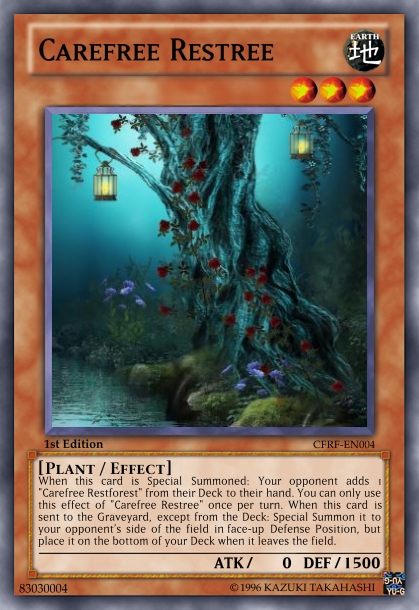 CAREFREE RESTREE
EARTH
地
1st Edition
CFRF-EN004
[PLANT / EFFECT]
When this card is Special Summoned: Your opponent adds 1
"Carefree Restforest" from their Deck to their hand. You can only use
this effect of "Carefree Restree" once per turn. When this card is
sent to the Graveyard, except from the Deck: Special Summon it to
your opponent's side of the field in face-up Defense Position, but
place it on the bottom of your Deck when it leaves the field.
ATK / 0 DEF / 1500
83030004
©1996 KAZUKI TAKAHASHI
YU-G